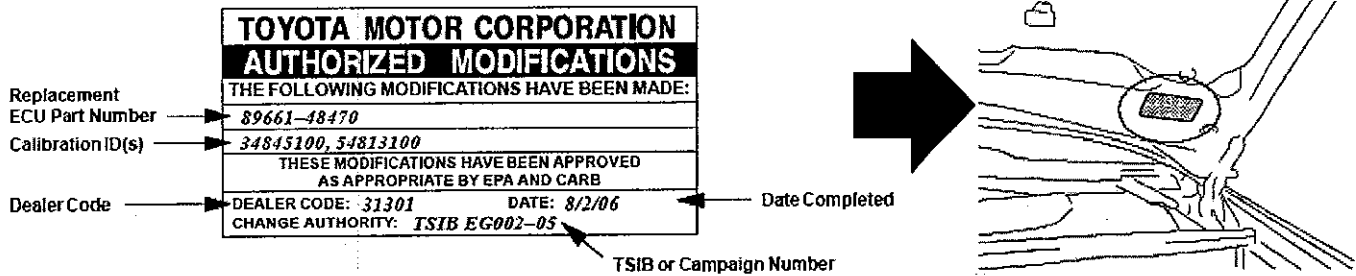 TOYOTA MOTOR CORPORATION
AUTHORIZED MODIFICATIONS
THE FOLLOWING MODIFICATIONS HAVE BEEN MADE:
Replacement
ECU Part Number
89661–48470
Calibration ID(s)
34845100, 54813100
THESE MODIFICATIONS HAVE BEEN APPROVED
AS APPROPRIATE BY EPA AND CARB
Dealer Code
DEALER CODE: 31301 DATE: 8/2/06
Date Completed
CHANGE AUTHORITY: TSIB EG002–05
TSIB or Campaign Number